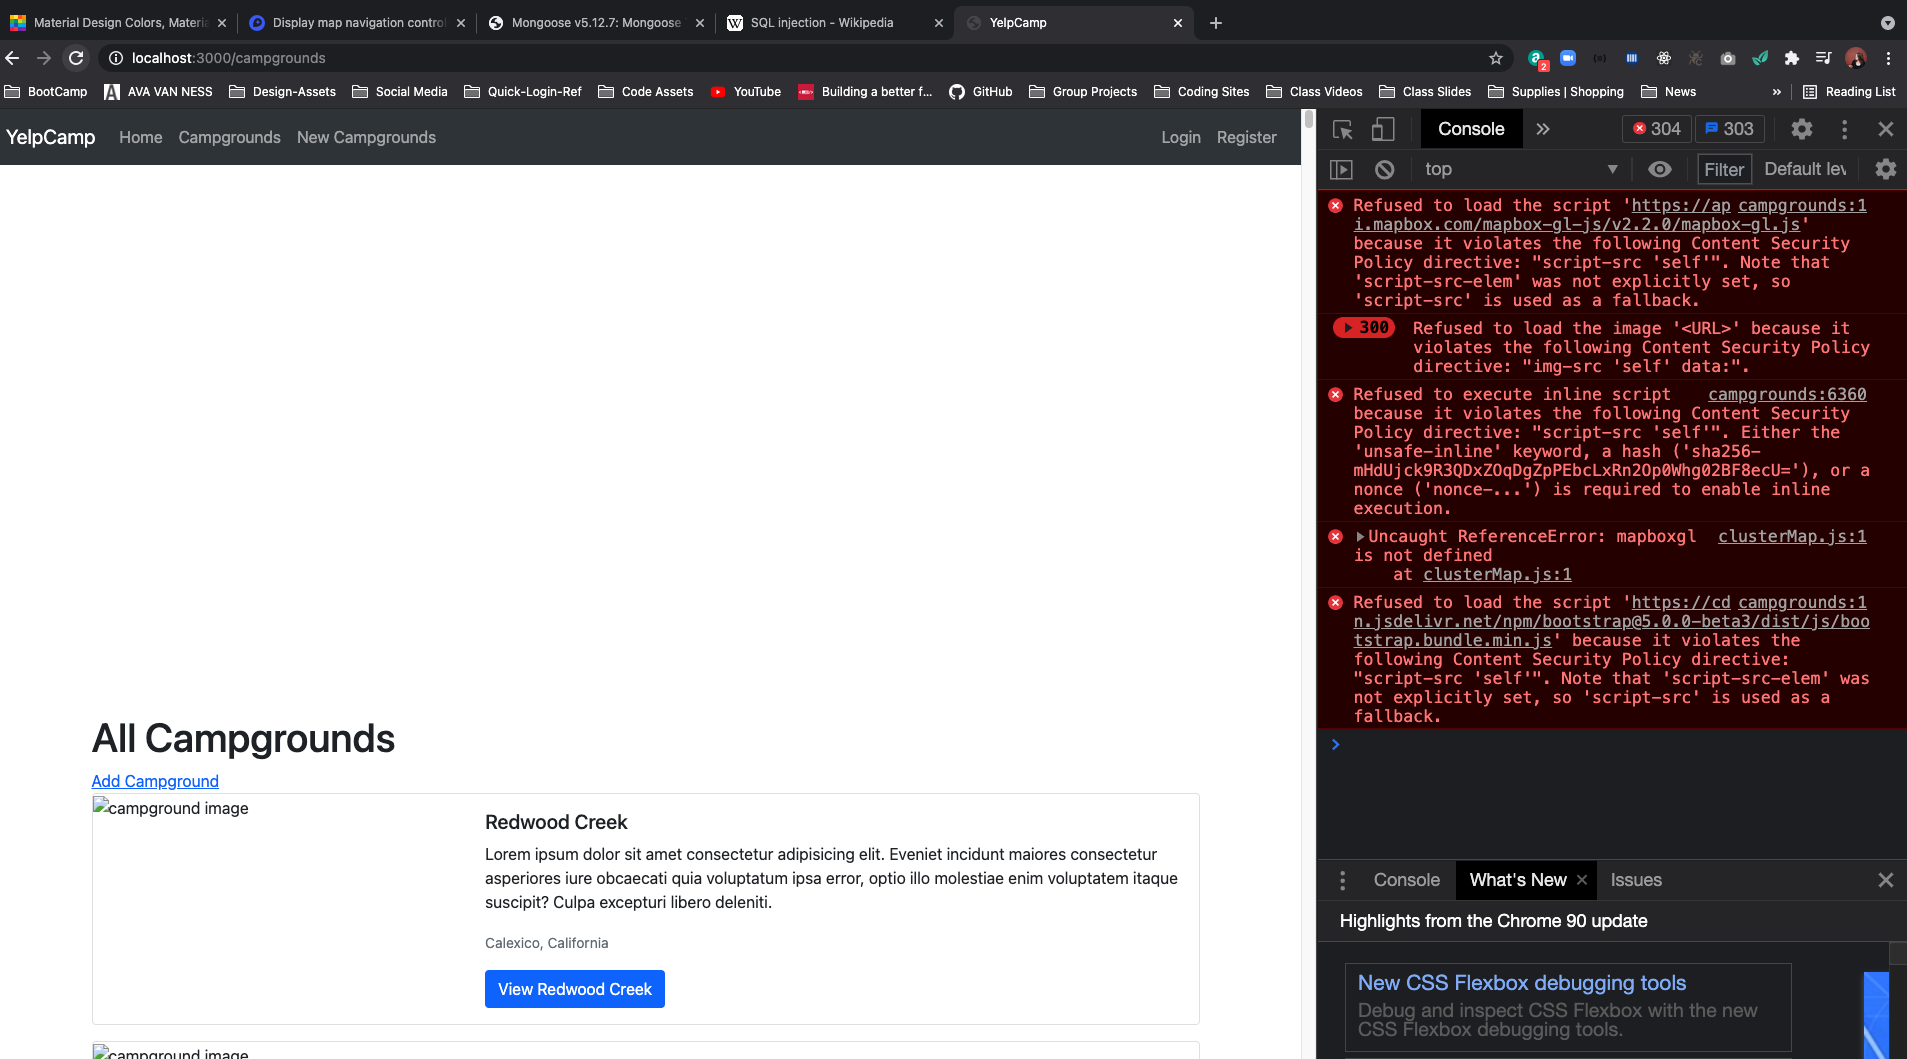 Material Design Colors, Materia
Display map navigation control
Mongoose v5.12.7: Mongoose
SQL injection - Wikipedia
YelpCamp
localhost:3000/campgrounds
2
BootCamp
AVA VAN NESS
Design-Assets
Social Media
Quick-Login-Ref
Code Assets
YouTube
Building a better f...
GitHub
Group Projects
Coding Sites
Class Videos
Class Slides
Supplies | Shopping
News
»
Reading List
YelpCamp Home Campgrounds New Campgrounds Login Register
All Campgrounds
Add Campground
campground image
Redwood Creek
Lorem ipsum dolor sit amet consectetur adipisicing elit. Eveniet incidunt maiores consectetur
asperiores iure obcaecati quia voluptatum ipsa error, optio illo molestiae enim voluptatem itaque
suscipit? Culpa excepturi libero deleniti.
Calexico, California
View Redwood Creek
campground image
Console 304 303
top Filter Default lev
Refused to load the script 'https://ap campgrounds:1
i.mapbox.com/mapbox-gl-js/v2.2.0/mapbox-gl.js'
because it violates the following Content Security
Policy directive: "script-src 'self'". Note that
'script-src-elem' was not explicitly set, so
'script-src' is used as a fallback.
300 Refused to load the image '<URL>' because it
violates the following Content Security Policy
directive: "img-src 'self' data:".
Refused to execute inline script campgrounds:6360
because it violates the following Content Security
Policy directive: "script-src 'self'". Either the
'unsafe-inline' keyword, a hash ('sha256-
mHdUjck9R3QDxZOqDgZpPEbcLxRn2Op0Whg02BF8ecU='), or a
nonce ('nonce-...') is required to enable inline
execution.
Uncaught ReferenceError: mapboxgl clusterMap.js:1
is not defined
at clusterMap.js:1
Refused to load the script 'https://cd campgrounds:1
n.jsdelivr.net/npm/bootstrap@5.0.0-beta3/dist/js/boo
tstrap.bundle.min.js' because it violates the
following Content Security Policy directive:
"script-src 'self'". Note that 'script-src-elem' was
not explicitly set, so 'script-src' is used as a
fallback.
Console What's New Issues
Highlights from the Chrome 90 update
New CSS Flexbox debugging tools
Debug and inspect CSS Flexbox with the new
CSS Flexbox debugging tools.